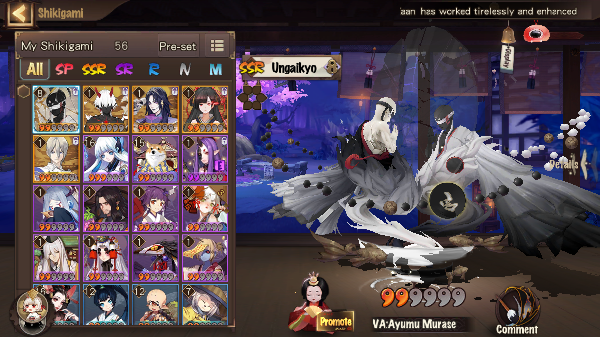 Shikigami
aan has worked tirelessly and enhanced
My Shikigami 56 Pre-set
All SP SSR SR R N M
SSR Ungaikyo
Details
Promote
VA:Ayumu Murase
Comment